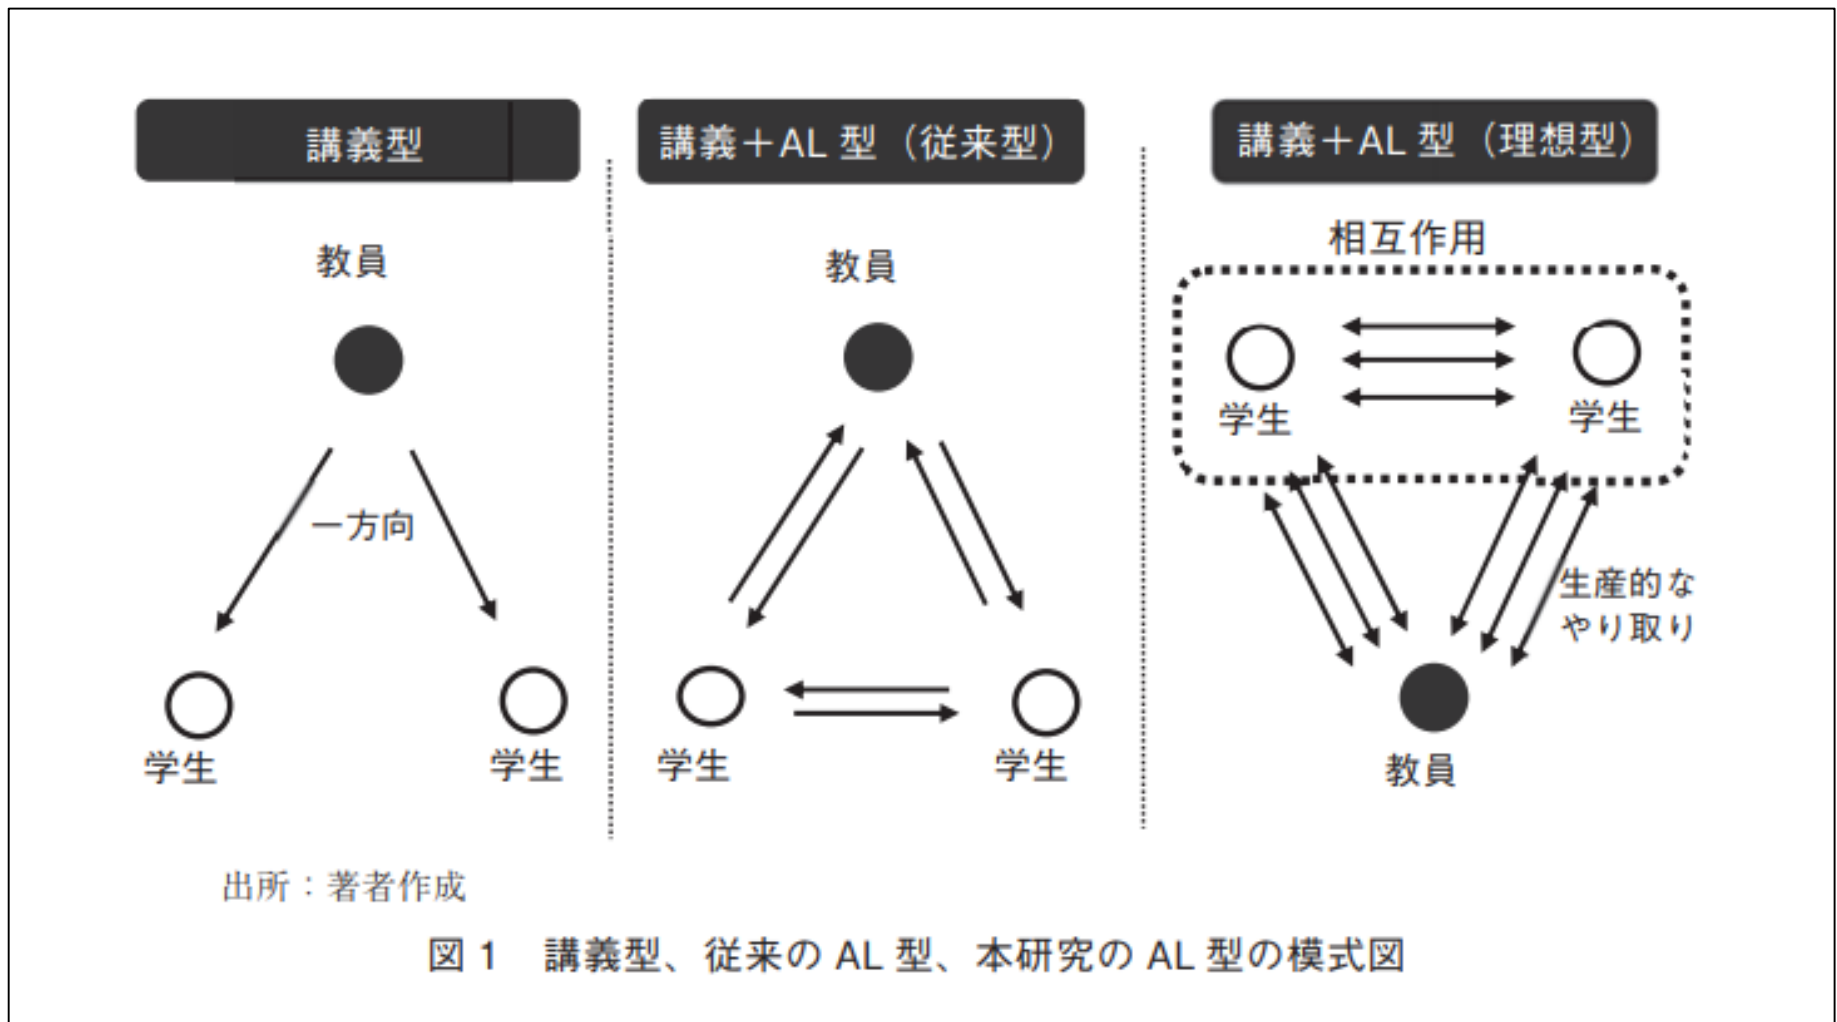 講義型
講義＋AL 型（従来型）
講義＋AL 型（理想型）
教員
一方向
学生
学生
教員
学生
学生
相互作用
学生
学生
生産的な
やり取り
教員
出所：著者作成
図 1　講義型、従来の AL 型、本研究の AL 型の模式図